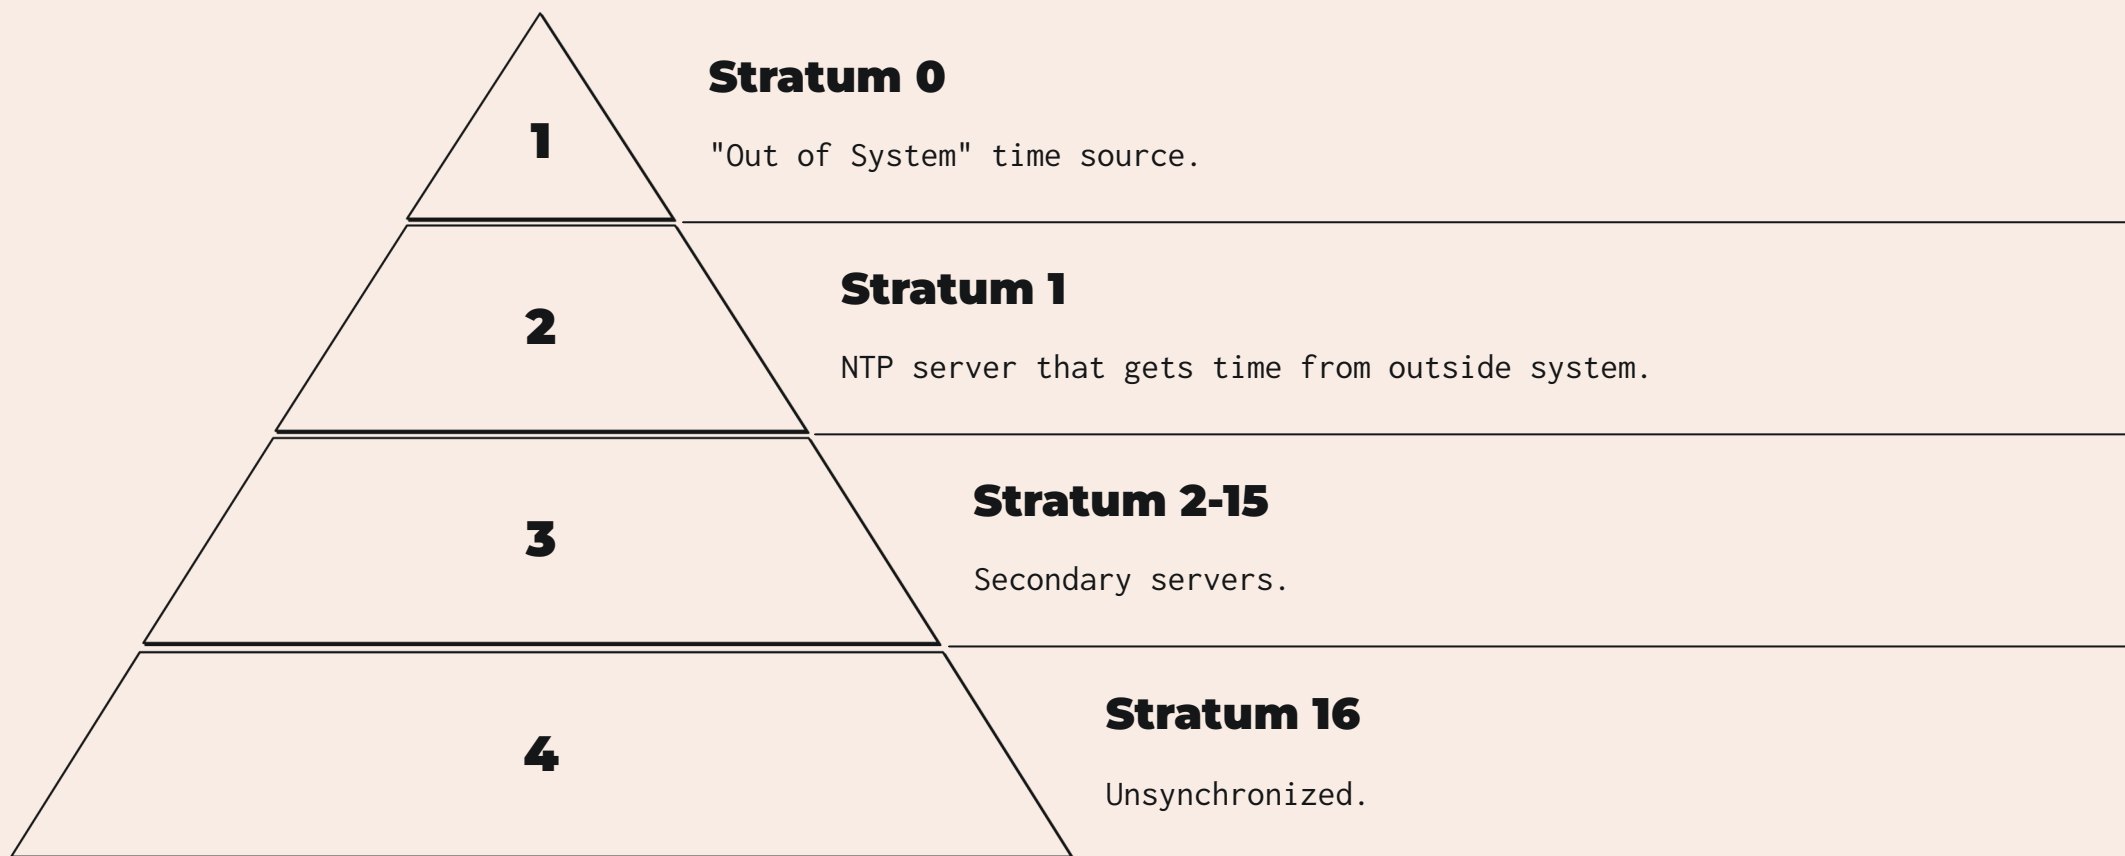 Stratum 0
1
"Out of System" time source.
Stratum 1
2
NTP server that gets time from outside system.
Stratum 2-15
3
Secondary servers.
Stratum 16
4
Unsynchronized.